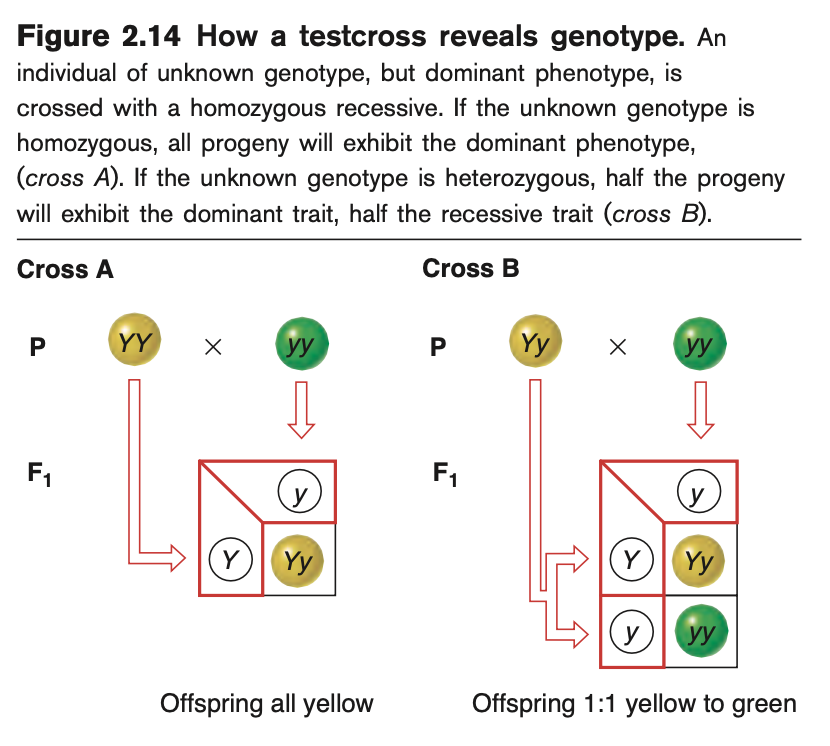 Figure 2.14 How a testcross reveals genotype. An
individual of unknown genotype, but dominant phenotype, is
crossed with a homozygous recessive. If the unknown genotype is
homozygous, all progeny will exhibit the dominant phenotype,
(cross A). If the unknown genotype is heterozygous, half the progeny
will exhibit the dominant trait, half the recessive trait (cross B).
Cross A
P YY × yy
F1
y
Y Yy
Offspring all yellow
Cross B
P Yy × yy
F1
y
Y Yy
y yy
Offspring 1:1 yellow to green